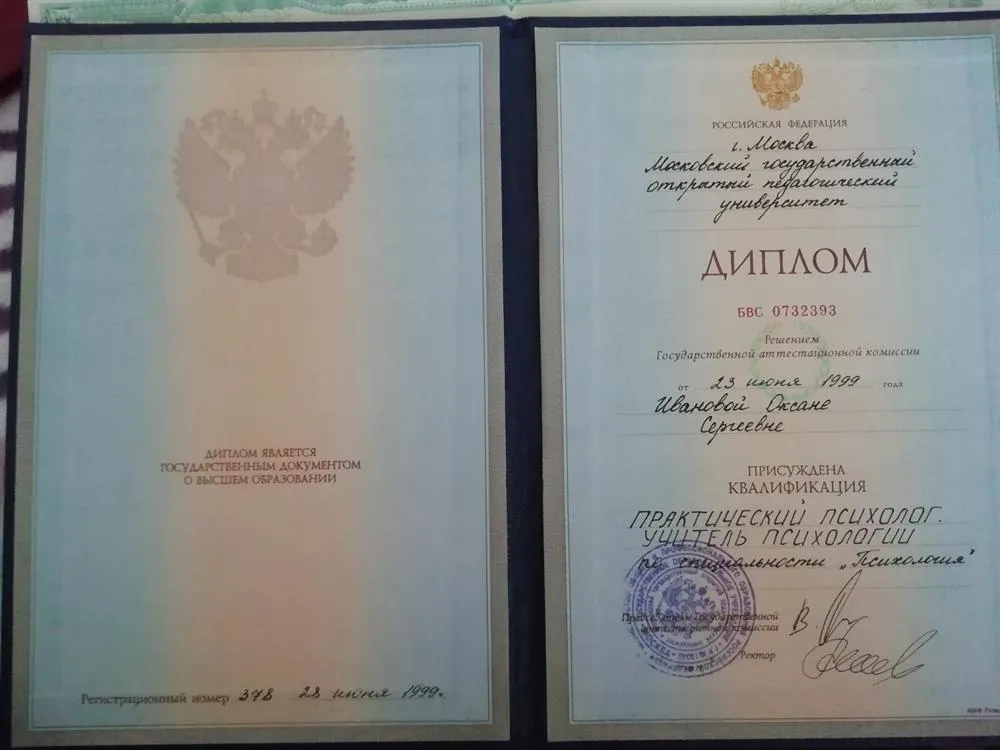 ДИПЛОМ ЯВЛЯЕТСЯ
ГОСУДАРСТВЕННЫМ ДОКУМЕНТОМ
О ВЫСШЕМ ОБРАЗОВАНИИ
Регистрационный номер 378 28 июня 1999г.
РОССИЙСКАЯ ФЕДЕРАЦИЯ
г. Москва
Московский государственный
открытый педагогический
университет
ДИПЛОМ
БВС 0732393
Решением
Государственной аттестационной комиссии
от 23 июня 1999 года
Ивановой Оксане
Сергеевне
ПРИСУЖДЕНА
КВАЛИФИКАЦИЯ
ПРАКТИЧЕСКИЙ ПСИХОЛОГ.
УЧИТЕЛЬ ПСИХОЛОГИИ
по специальности „Психология"
Председатель Государственной
аттестационной комиссии
Ректор
МОСКВА